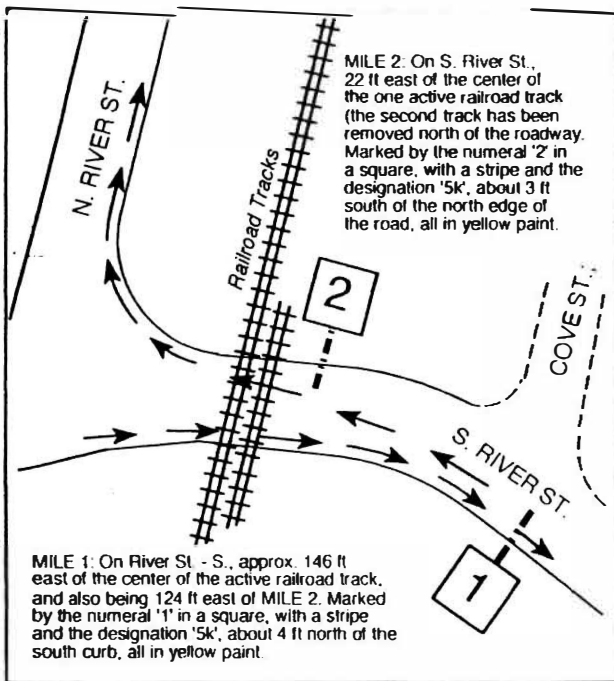 MILE 2: On S. River St.,
22 ft east of the center of
the one active railroad track
(the second track has been
removed north of the roadway.
Marked by the numeral '2' in
a square, with a stripe and the
designation '5k', about 3 ft
south of the north edge of
the road, all in yellow paint.
N. RIVER ST.
Railroad Tracks
2
COVE ST.
S. RIVER ST.
1
MILE 1: On River St. - S., approx. 146 ft
east of the center of the active railroad track,
and also being 124 ft east of MILE 2. Marked
by the numeral '1' in a square, with a stripe
and the designation '5k', about 4 ft north of the
south curb, all in yellow paint.